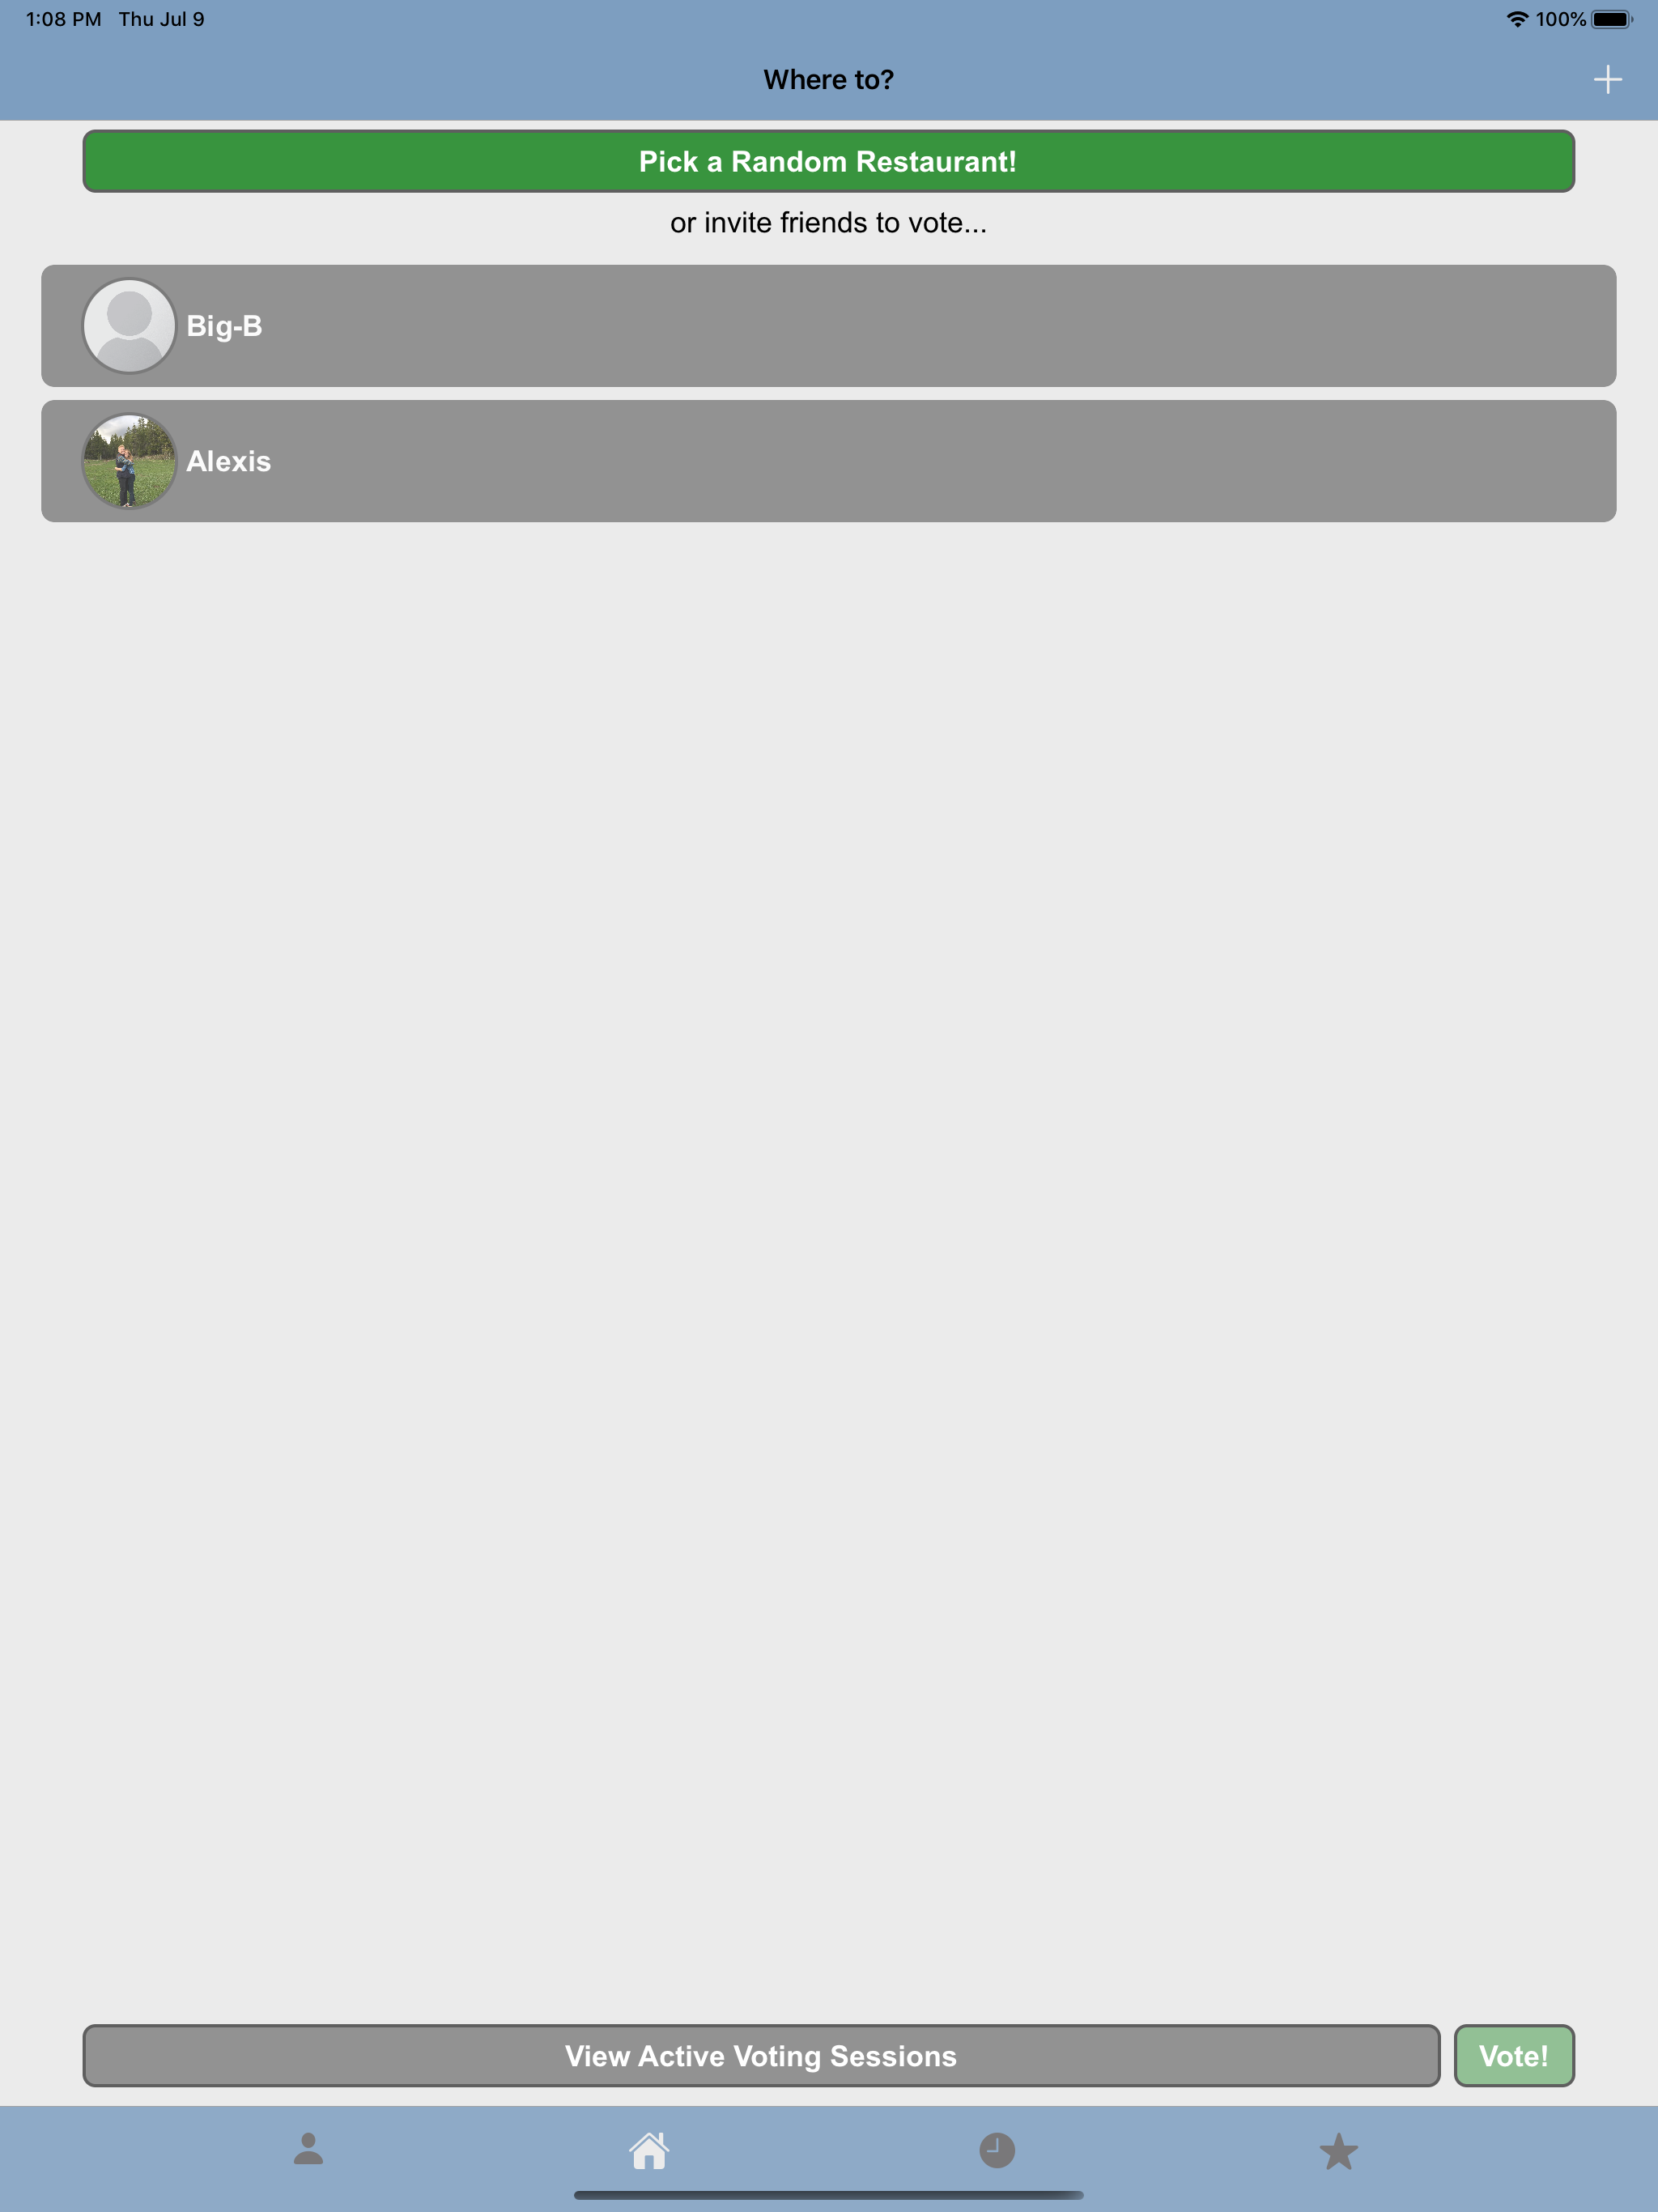 1:08 PM Thu Jul 9 100%
Where to?
Pick a Random Restaurant!
or invite friends to vote...
Big-B
Alexis
View Active Voting Sessions Vote!